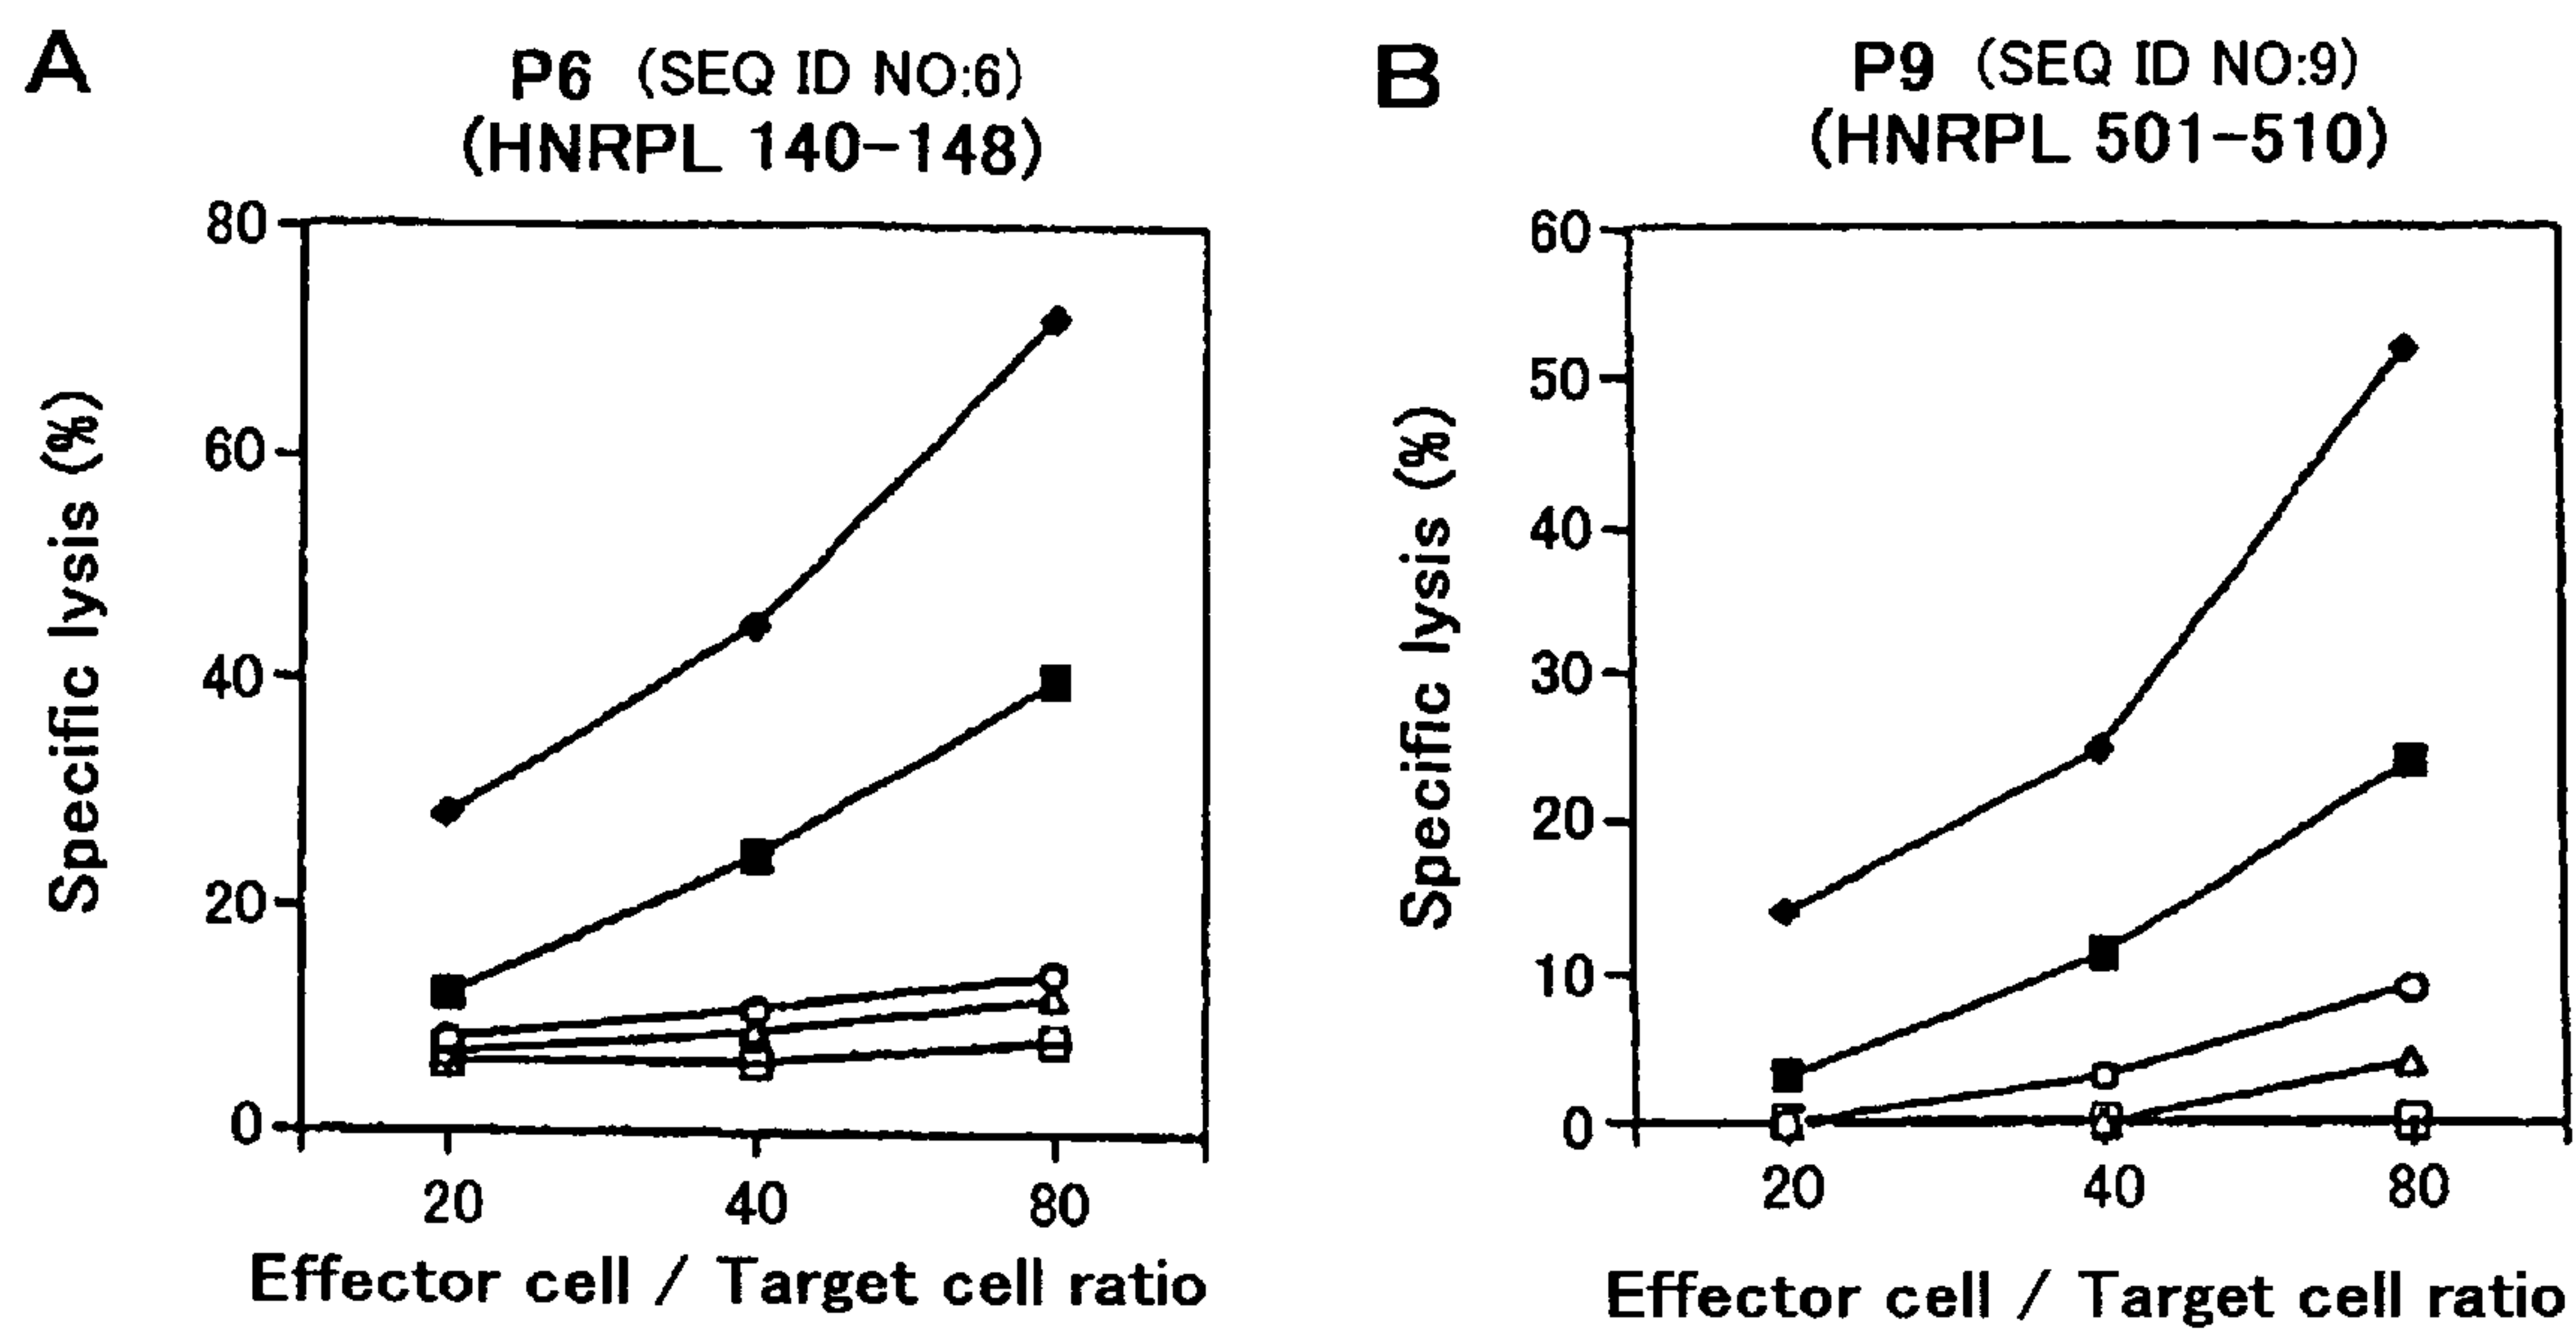 A
P6 (SEQ ID NO:6)
(HNRPL 140-148)
Specific lysis (%)
80
60
40
20
0
20 40 80
Effector cell / Target cell ratio
B
P9 (SEQ ID NO:9)
(HNRPL 501-510)
Specific lysis (%)
60
50
40
30
20
10
0
20 40 80
Effector cell / Target cell ratio